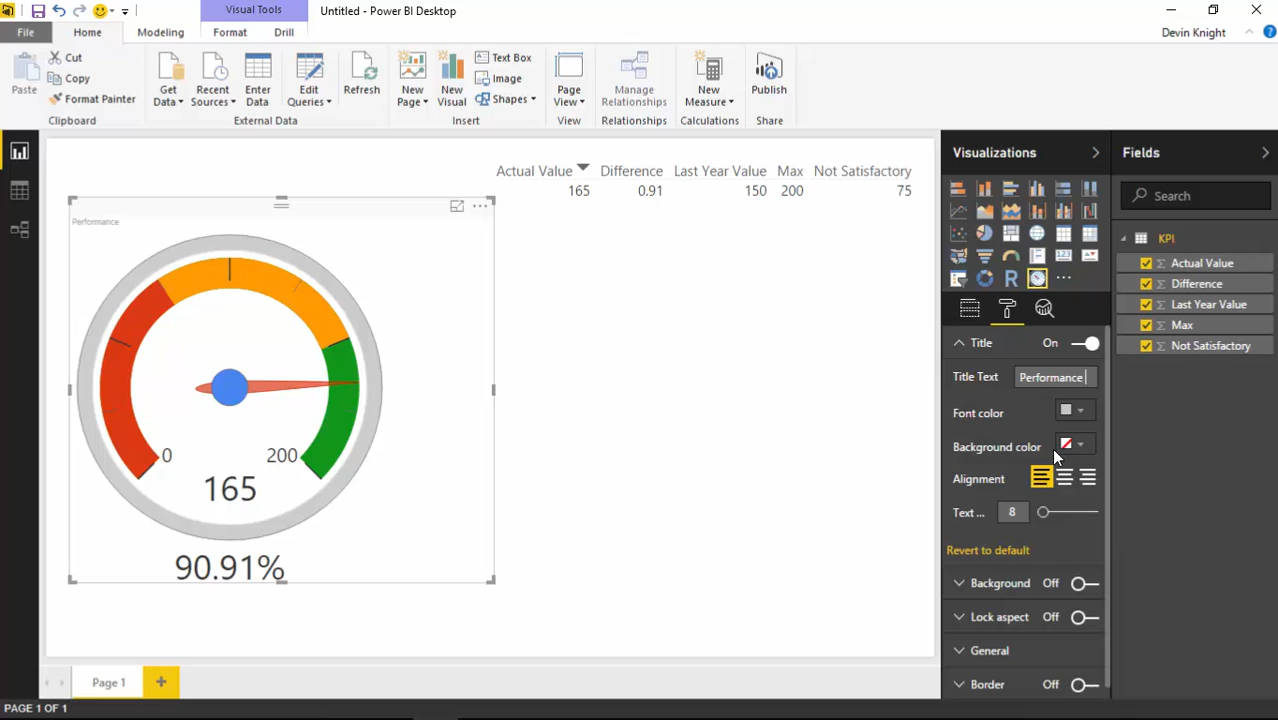 Visual Tools
Untitled - Power BI Desktop
File
Home
Modeling
Format
Drill
Devin Knight
Paste
Cut
Copy
Format Painter
Clipboard
Get Data
Recent Sources
Enter Data
Edit Queries
Refresh
External Data
New Page
New Visual
Text Box
Image
Shapes
Insert
Page View
View
Manage Relationships
Relationships
New Measure
Calculations
Publish
Share
Actual Value Difference Last Year Value Max Not Satisfactory
165 0.91 150 200 75
Performance
0
200
165
90.91%
Visualizations
R
Title On
Title Text Performance
Font color
Background color
Alignment
Text ... 8
Revert to default
Background Off
Lock aspect Off
General
Border Off
Fields
Search
KPI
Actual Value
Difference
Last Year Value
Max
Not Satisfactory
Page 1
PAGE 1 OF 1